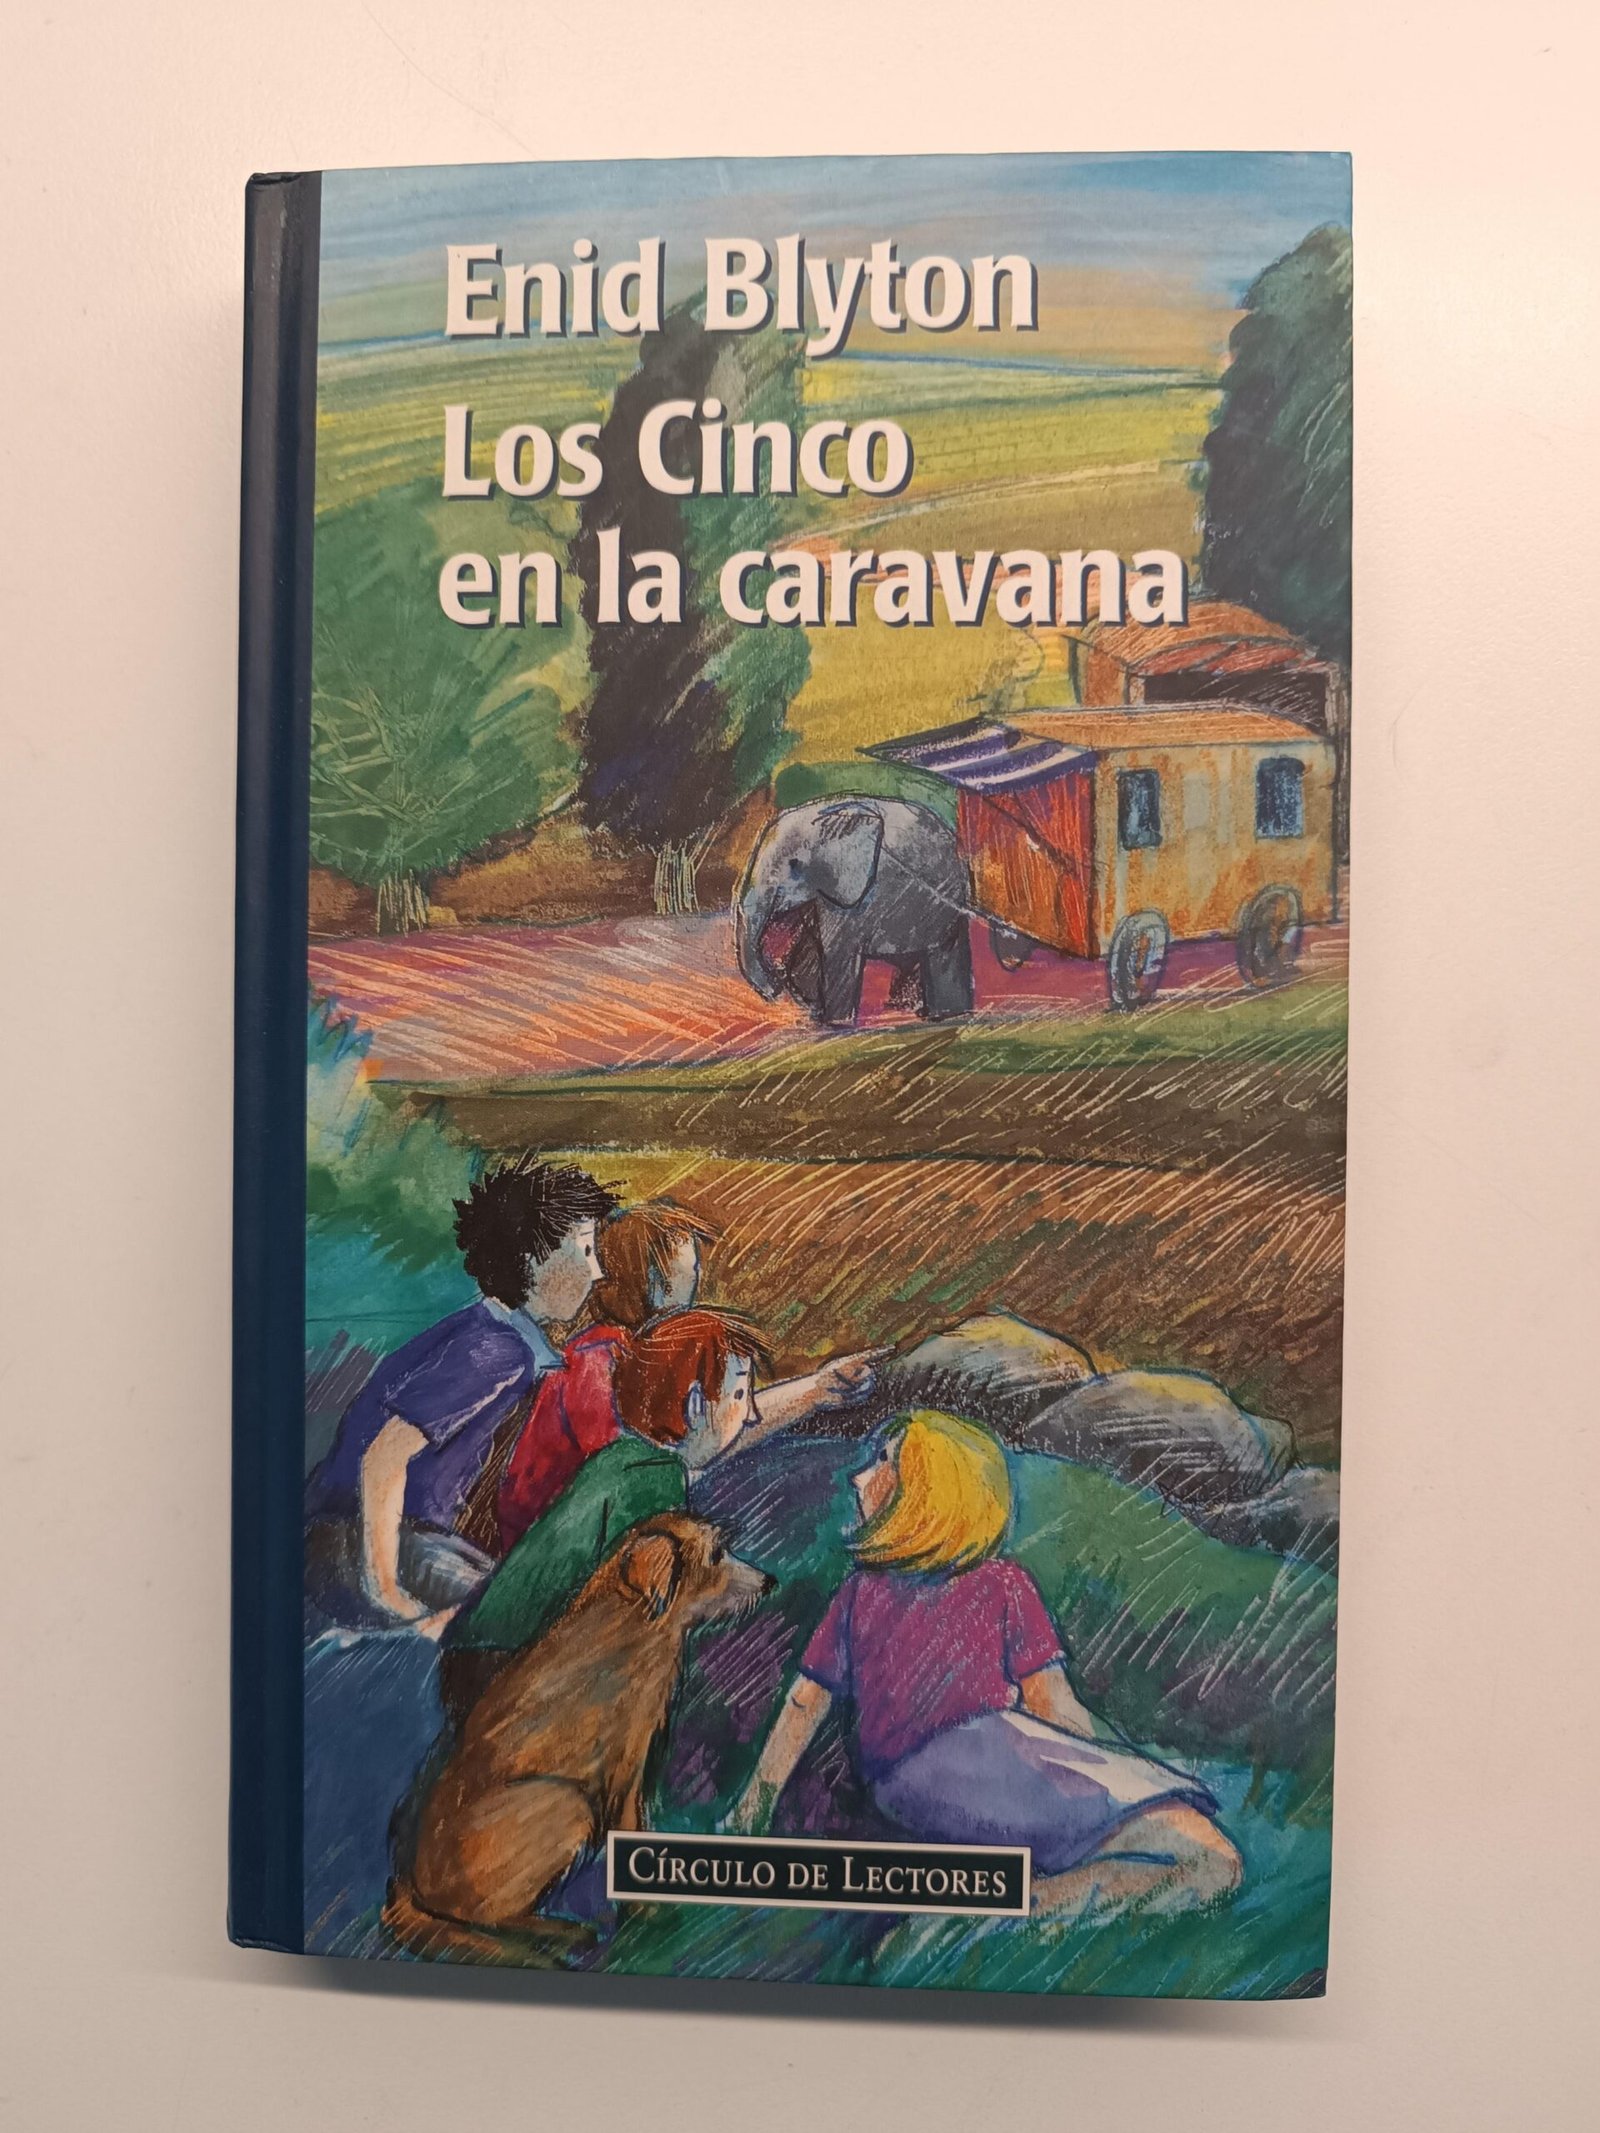 Enid Blyton
Los Cinco
en la caravana
CÍRCULO DE LECTORES